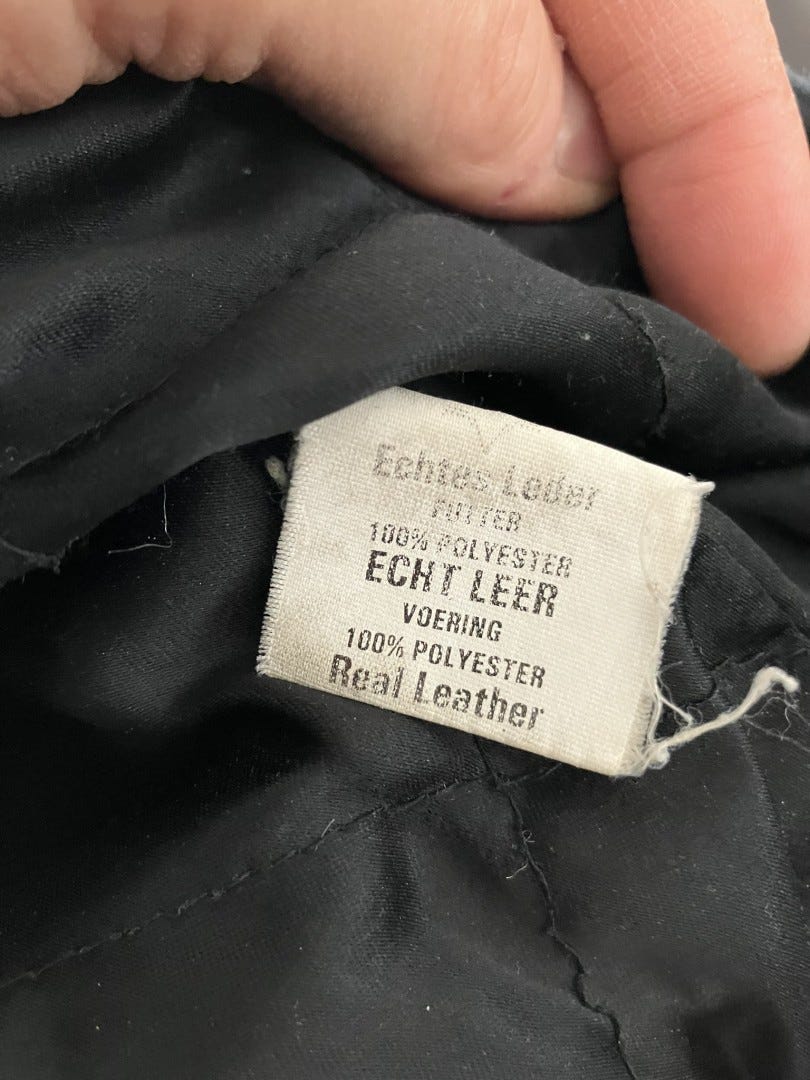 Echtes Leder
FUTTER
100% POLYESTER
ECHT LEER
VOERING
100% POLYESTER
Real Leather